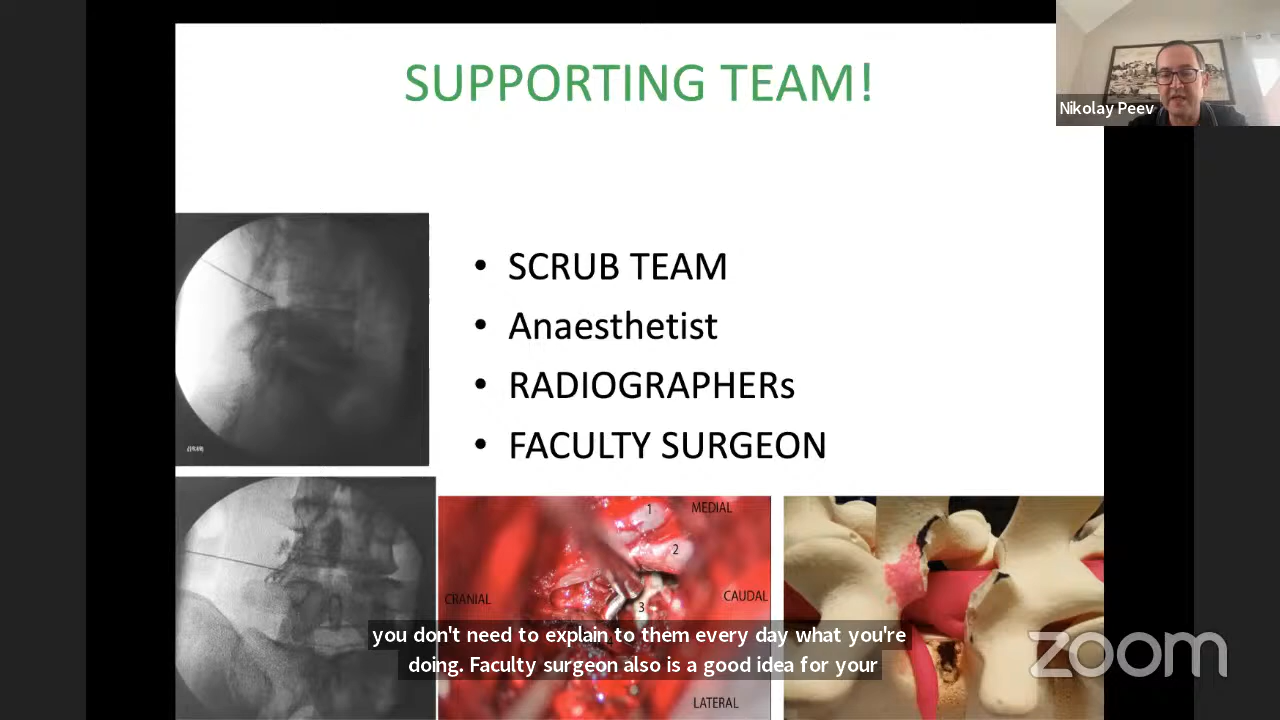 SUPPORTING TEAM!
Nikolay Peev
• SCRUB TEAM
• Anaesthetist
• RADIOGRAPHERs
• FACULTY SURGEON
1
MEDIAL
2
CRANIAL
CAUDAL
3
you don't need to explain to them every day what you're
doing. Faculty surgeon also is a good idea for your
LATERAL
zoom